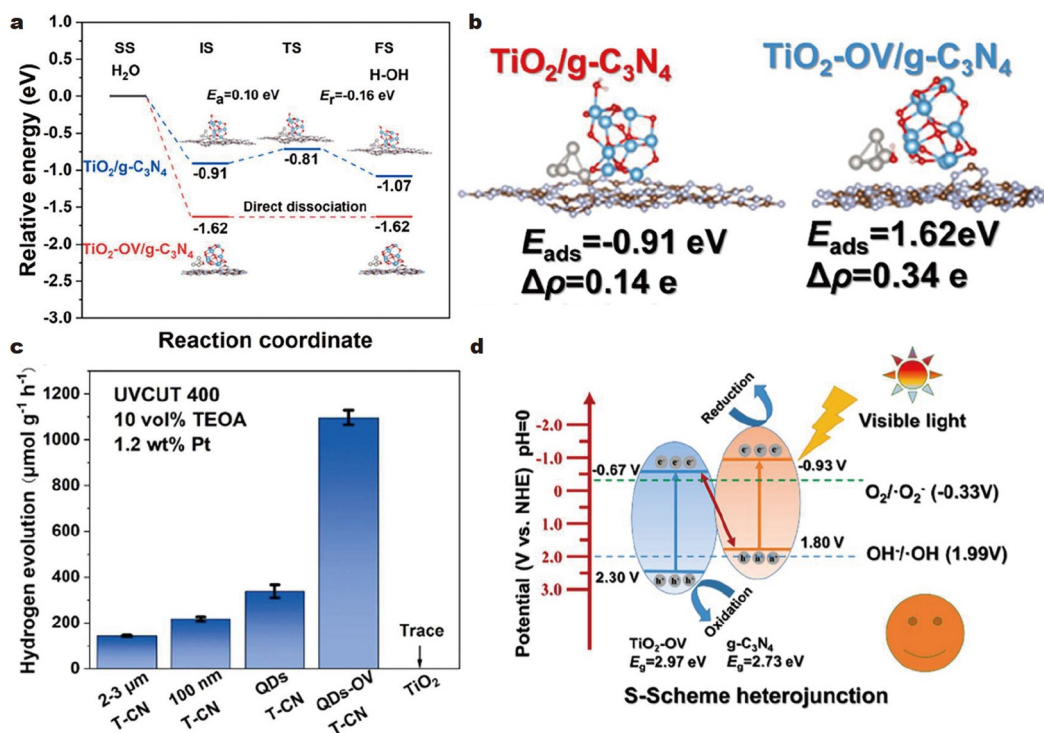 a
Relative energy (eV)
1.0
0.5
0.0
-0.5
-1.0
-1.5
-2.0
-2.5
-3.0
SS IS TS FS
H₂O H-OH
Eₐ=0.10 eV Eᵣ=-0.16 eV
TiO₂/g-C₃N₄
-0.91
-0.81
-1.07
Direct dissociation
-1.62
-1.62
TiO₂-OV/g-C₃N₄
Reaction coordinate
b
TiO₂/g-C₃N₄
TiO₂-OV/g-C₃N₄
E_ads=-0.91 eV
Δρ=0.14 e
E_ads=1.62eV
Δρ=0.34 e
c
Hydrogen evolution (μmol g⁻¹ h⁻¹)
1200
1000
800
600
400
200
0
UVCUT 400
10 vol% TEOA
1.2 wt% Pt
Trace
2-3 μm
T-CN
100 nm
T-CN
QDs
T-CN
QDs-OV
T-CN
TiO₂
d
Potential (V vs. NHE) pH=0
-2.0
-1.0
0
1.0
2.0
3.0
Reduction
Visible light
-0.67 V
e⁻ e⁻ e⁻
e⁻ e⁻ e⁻
-0.93 V
O₂/·O₂⁻ (-0.33V)
1.80 V
OH⁻/·OH (1.99V)
h⁺ h⁺ h⁺
2.30 V
h⁺ h⁺ h⁺
Oxidation
TiO₂-OV g-C₃N₄
E_g=2.97 eV E_g=2.73 eV
S-Scheme heterojunction